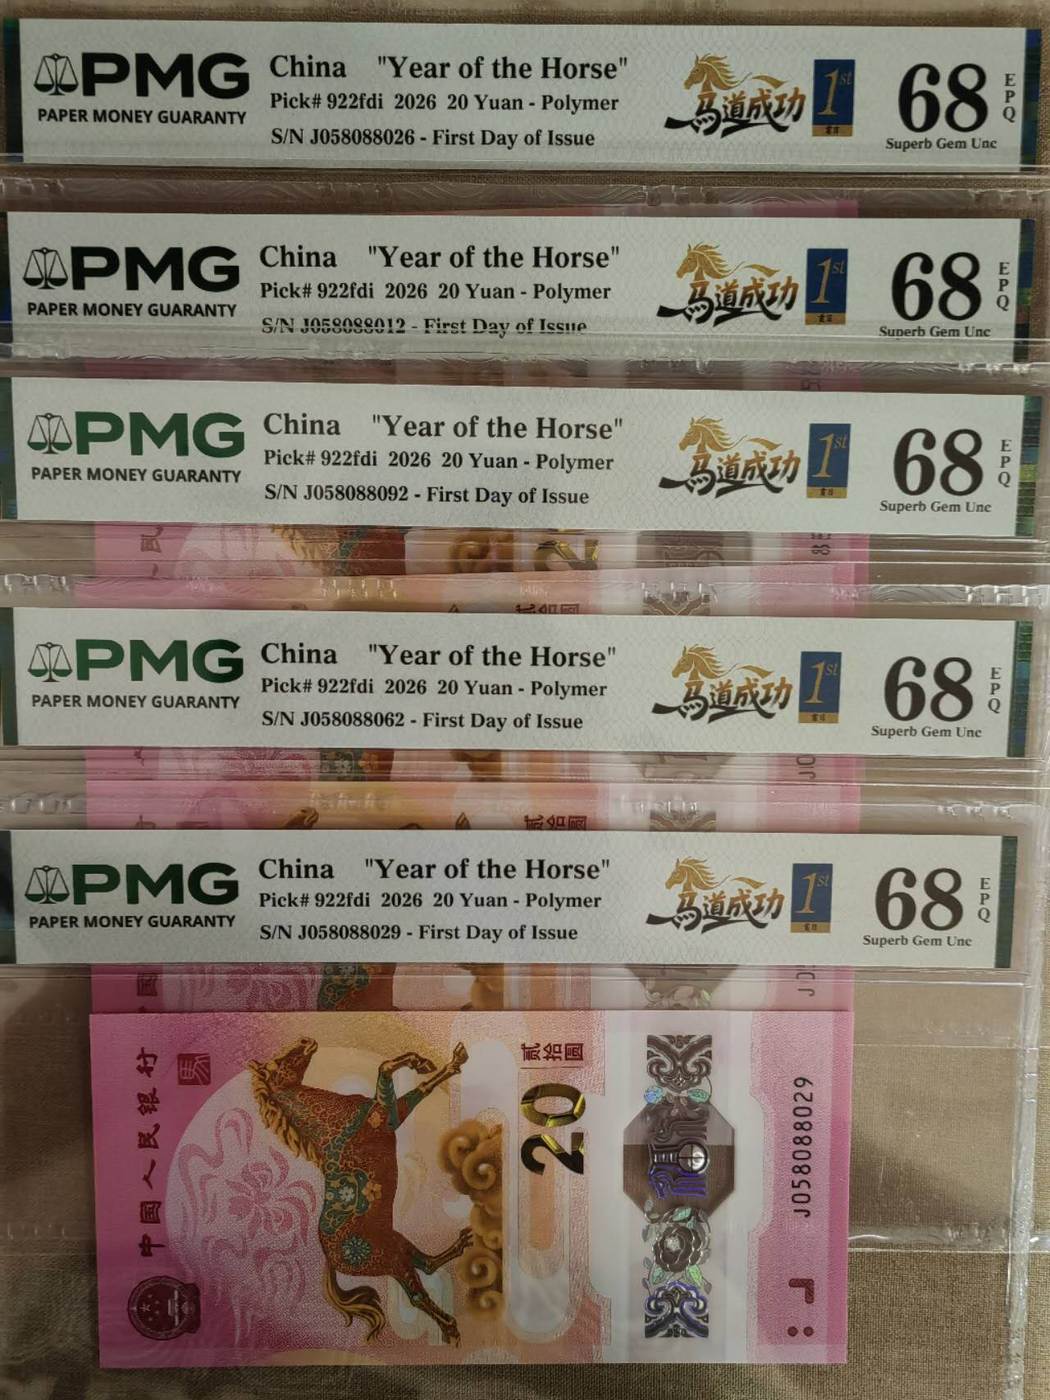 PMG
PAPER MONEY GUARANTY
China "Year of the Horse"
Pick# 922fdi 2026 20 Yuan - Polymer
S/N J058088026 - First Day of Issue
马道成功
1st
68
EPQ
Superb Gem Unc
PMG
PAPER MONEY GUARANTY
China "Year of the Horse"
Pick# 922fdi 2026 20 Yuan - Polymer
S/N J058088012 - First Day of Issue
马道成功
1st
68
EPQ
Superb Gem Unc
PMG
PAPER MONEY GUARANTY
China "Year of the Horse"
Pick# 922fdi 2026 20 Yuan - Polymer
S/N J058088092 - First Day of Issue
马道成功
1st
68
EPQ
Superb Gem Unc
PMG
PAPER MONEY GUARANTY
China "Year of the Horse"
Pick# 922fdi 2026 20 Yuan - Polymer
S/N J058088062 - First Day of Issue
马道成功
1st
68
EPQ
Superb Gem Unc
贰拾圆
PMG
PAPER MONEY GUARANTY
China "Year of the Horse"
Pick# 922fdi 2026 20 Yuan - Polymer
S/N J058088029 - First Day of Issue
马道成功
1st
68
EPQ
Superb Gem Unc
中国人民银行
贰拾圆
20
J058088029